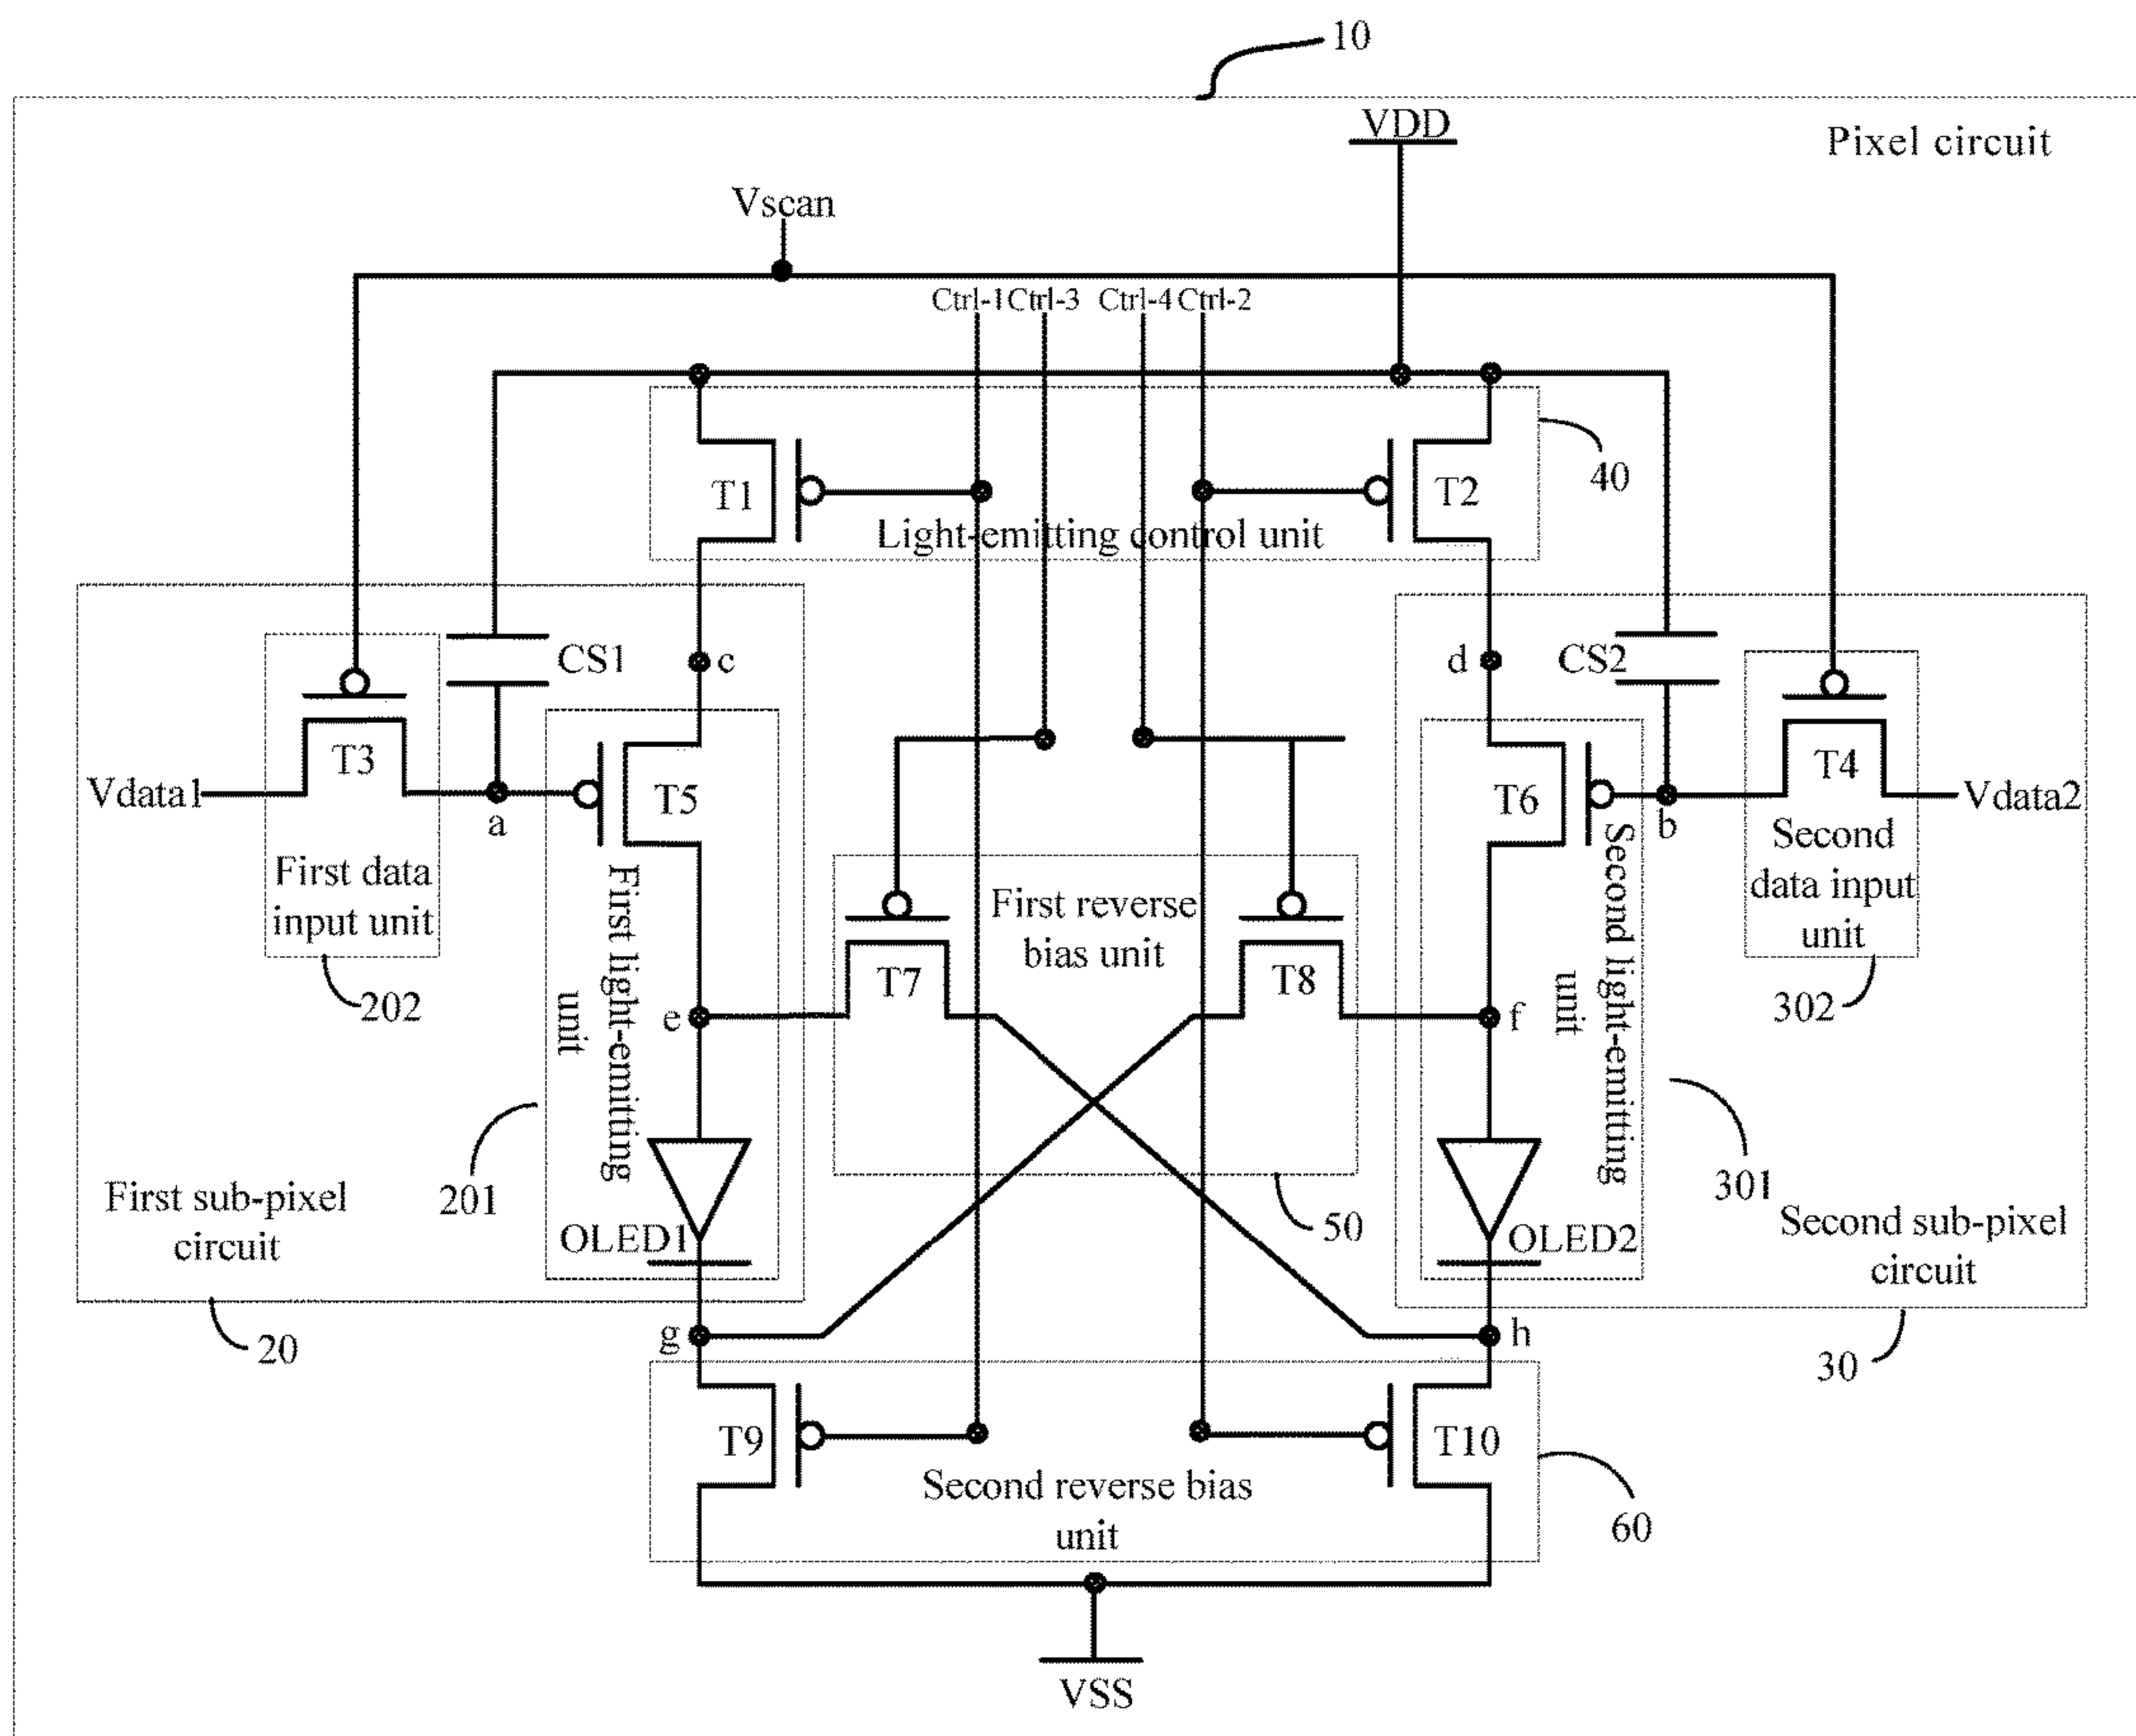 10
VDD
Pixel circuit
Vscan
Ctrl-1 Ctrl-3 Ctrl-4 Ctrl-2
T1
T2
40
Light-emitting control unit
CS1
c
d
CS2
T3
T5
T6
T4
Vdata1
a
b
Vdata2
First data
input unit
202
First light-emitting
unit
First reverse
bias unit
T7
T8
Second light-emitting
unit
Second
data input
unit
302
e
f
201
301
First sub-pixel
circuit
OLED1
50
OLED2
Second sub-pixel
circuit
20
g
h
30
T9
T10
Second reverse bias
unit
60
VSS